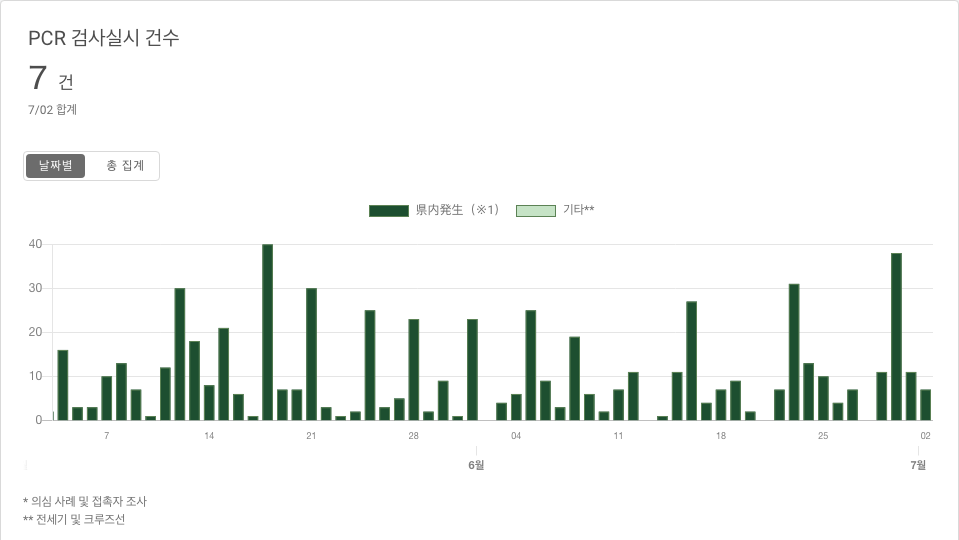 PCR 검사실시 건수
7 건
7/02 합계
날짜별 총 집계
県内発生（※1） 기타**
40
30
20
10
0
7 14 21 28 04 11 18 25 02
6월 7월
* 의심 사례 및 접촉자 조사
** 전세기 및 크루즈선